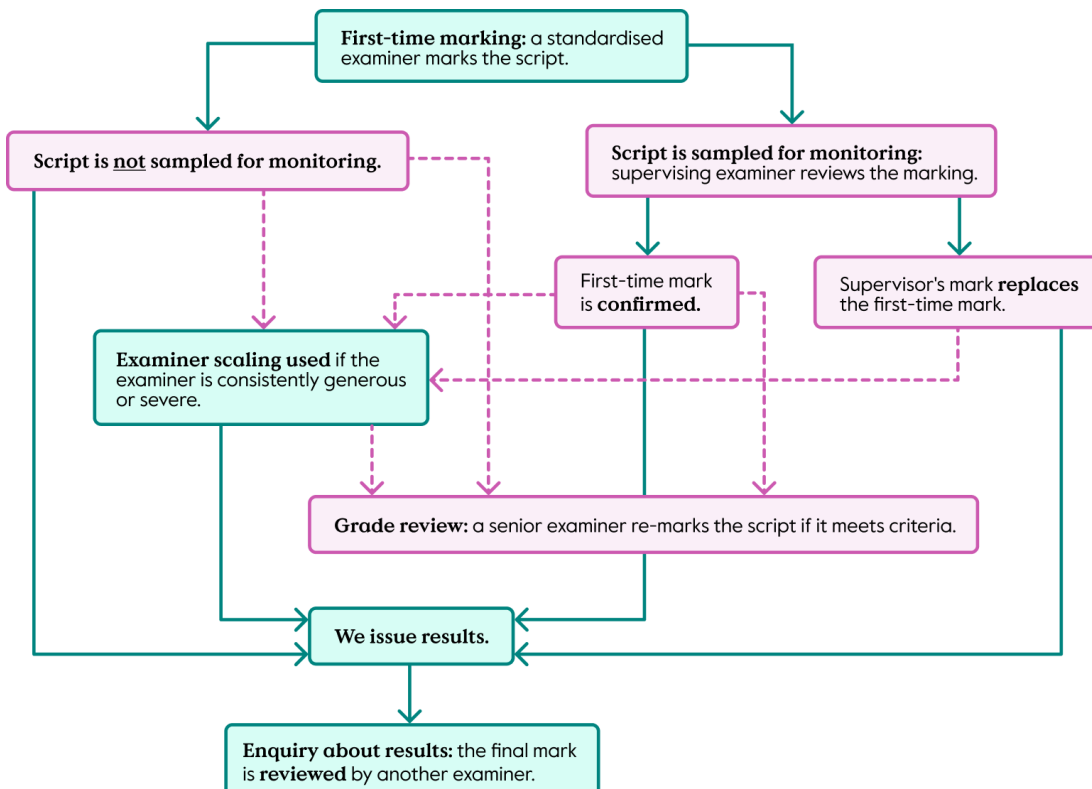 First-time marking: a standardised
examiner marks the script.
Script is not sampled for monitoring.
Script is sampled for monitoring:
supervising examiner reviews the marking.
First-time mark
is confirmed.
Supervisor's mark replaces
the first-time mark.
Examiner scaling used if the
examiner is consistently generous
or severe.
Grade review: a senior examiner re-marks the script if it meets criteria.
We issue results.
Enquiry about results: the final mark
is reviewed by another examiner.